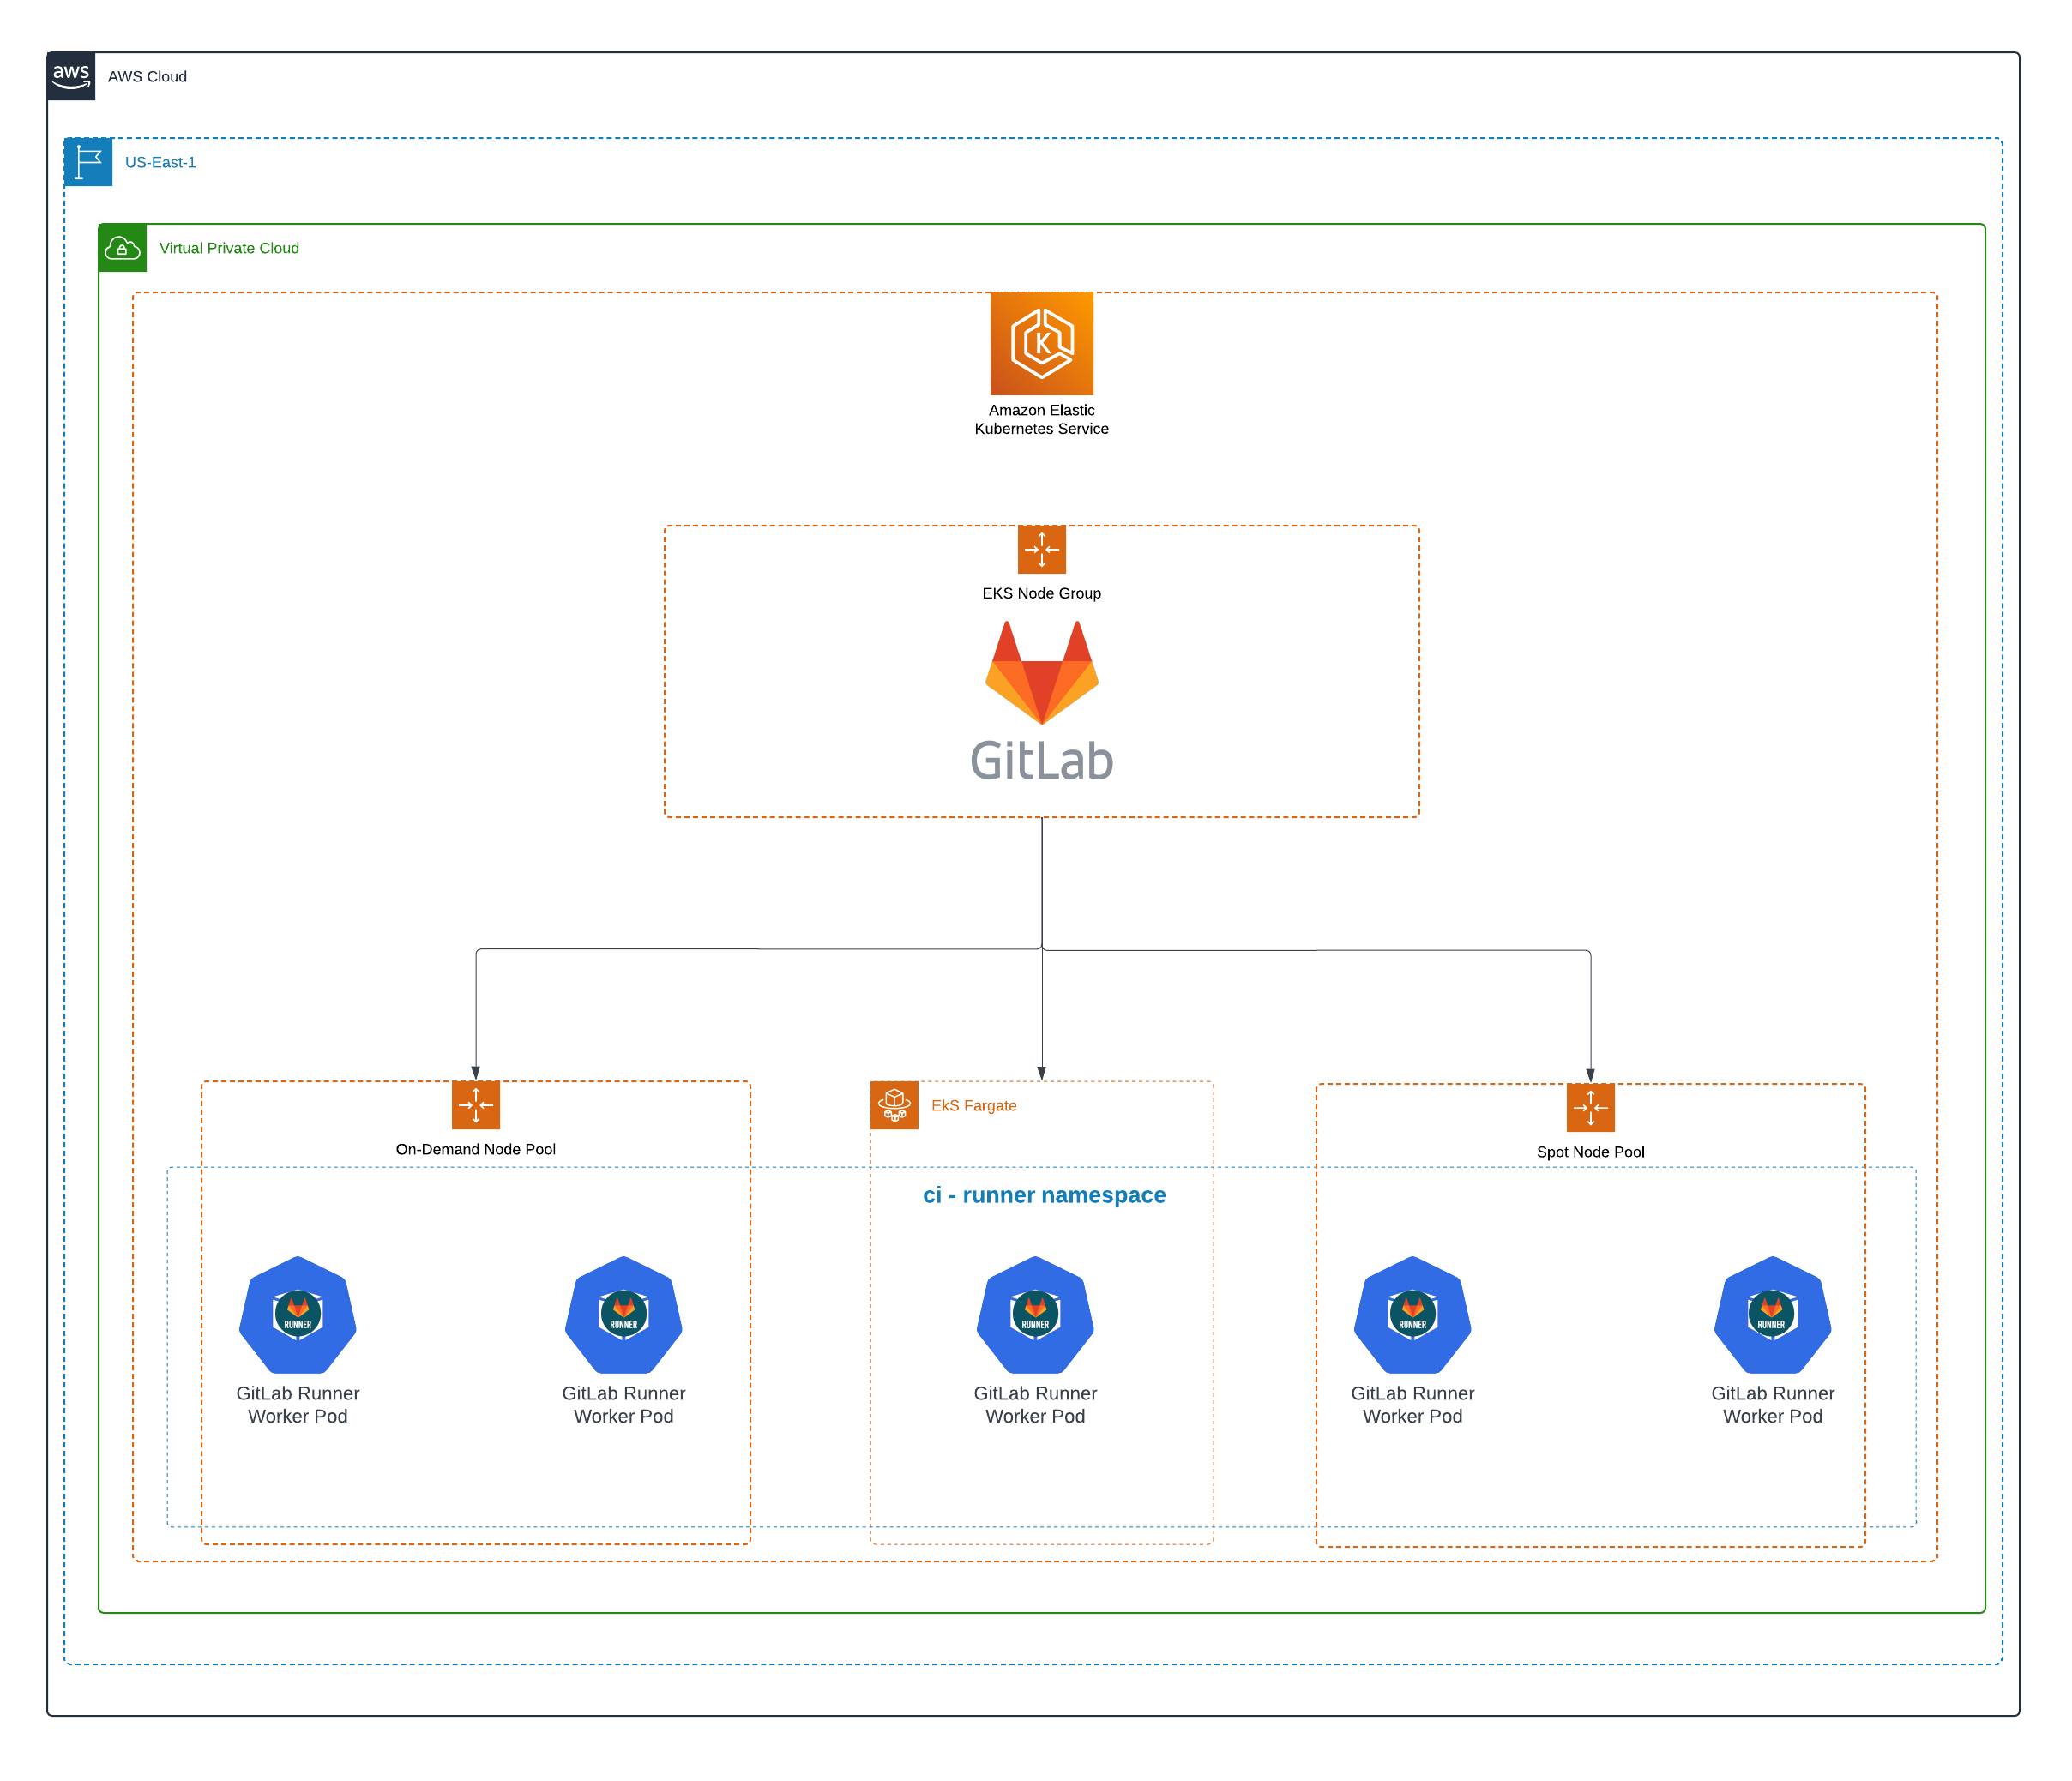 aws
AWS Cloud
US-East-1
Virtual Private Cloud
K
Amazon Elastic
Kubernetes Service
EKS Node Group
GitLab
On-Demand Node Pool
EkS Fargate
Spot Node Pool
ci - runner namespace
RUNNER
GitLab Runner
Worker Pod
RUNNER
GitLab Runner
Worker Pod
RUNNER
GitLab Runner
Worker Pod
RUNNER
GitLab Runner
Worker Pod
RUNNER
GitLab Runner
Worker Pod